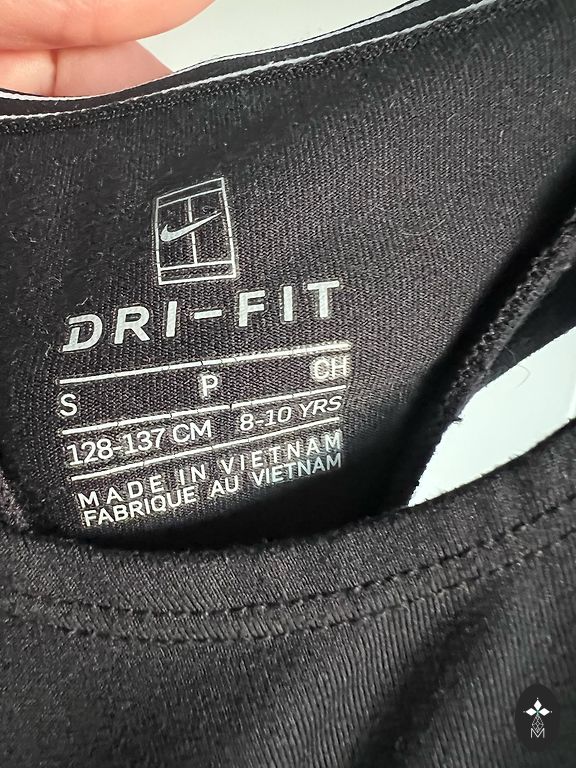 DRI-FIT
S P CH
128-137 CM 8-10 YRS
MADE IN VIETNAM
FABRIQUE AU VIETNAM
M